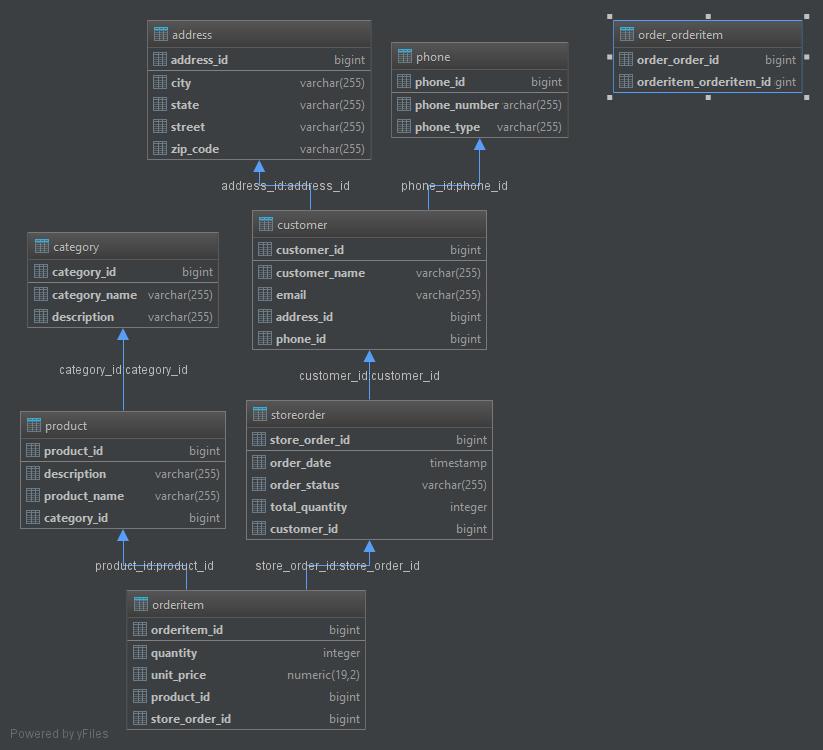 address
address_id bigint
city varchar(255)
state varchar(255)
street varchar(255)
zip_code varchar(255)
phone
phone_id bigint
phone_number archar(255)
phone_type varchar(255)
order_orderitem
order_order_id bigint
orderitem_orderitem_id gint
address_id:address_id
phone_id:phone_id
customer
customer_id bigint
customer_name varchar(255)
email varchar(255)
address_id bigint
phone_id bigint
category
category_id bigint
category_name varchar(255)
description varchar(255)
category_id:category_id
customer_id:customer_id
product
product_id bigint
description varchar(255)
product_name varchar(255)
category_id bigint
storeorder
store_order_id bigint
order_date timestamp
order_status varchar(255)
total_quantity integer
customer_id bigint
product_id:product_id
store_order_id:store_order_id
orderitem
orderitem_id bigint
quantity integer
unit_price numeric(19,2)
product_id bigint
store_order_id bigint
Powered by yFiles